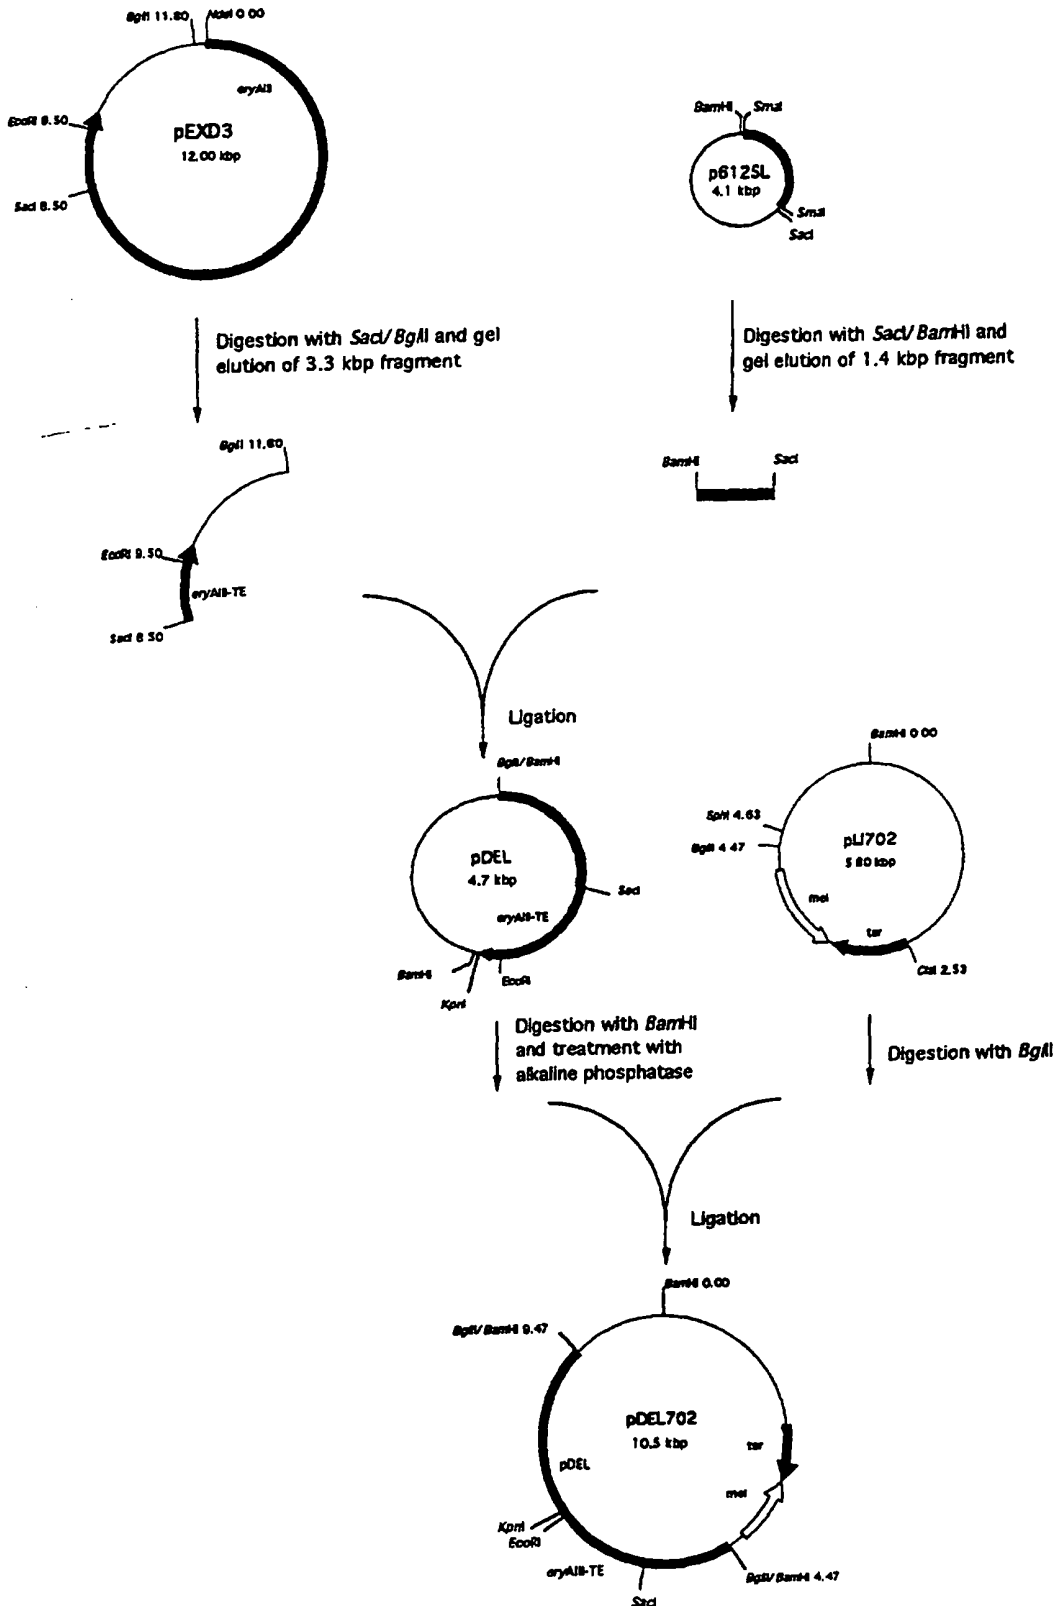 BglII 11.80
NdeI 0.00
eryAIII
EcoRI 9.50
pEXD3
12.00 kbp
SacI 8.50
BamHI
SmaI
p612SL
4.1 kbp
SmaI
SacI
Digestion with SacI/BglII and gel
elution of 3.3 kbp fragment
Digestion with SacI/BamHI and
gel elution of 1.4 kbp fragment
BglII 11.80
EcoRI 9.50
eryAIII-TE
SacI 8.50
BamHI
SacI
Ligation
BglII/BamHI
pDEL
4.7 kbp
SacI
eryAIII-TE
BamHI
KpnI
EcoRI
BamHI 0.00
SphI 4.63
BglII 4.47
pIJ702
5.80 kbp
mel
tsr
ClaI 2.53
Digestion with BamHI
and treatment with
alkaline phosphatase
Digestion with BglII
Ligation
BamHI 0.00
BglII/BamHI 9.47
pDEL702
10.5 kbp
tsr
pDEL
mel
KpnI
EcoRI
eryAIII-TE
SacI
BglII/BamHI 4.47